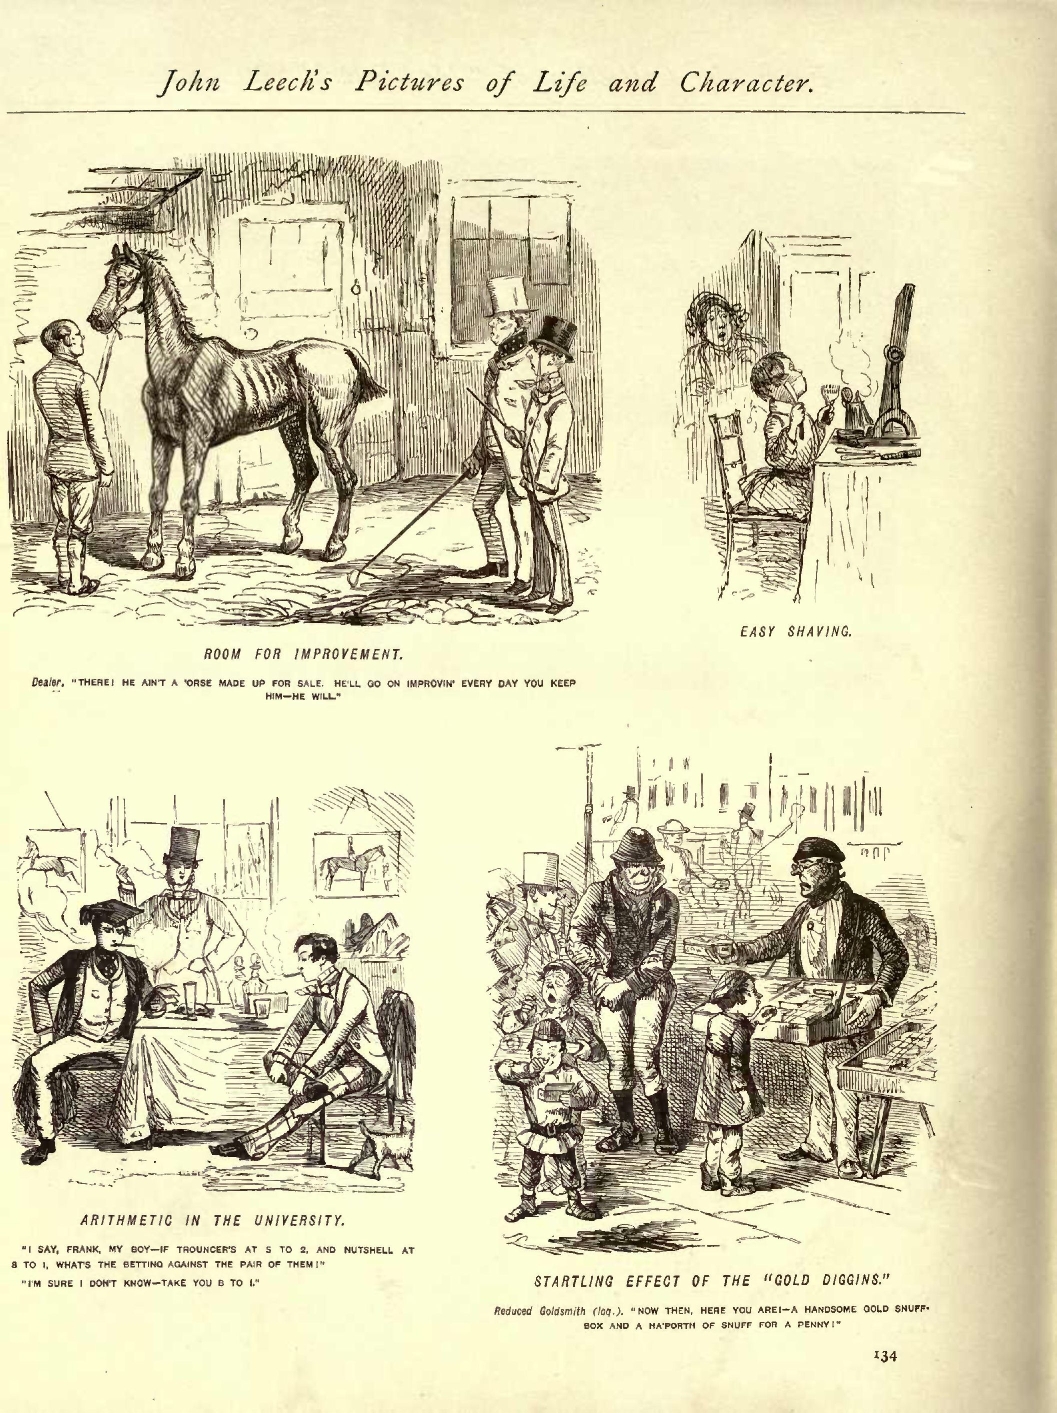 John Leech's Pictures of Life and Character.
ROOM FOR IMPROVEMENT.
Dealer. "THERE! HE AIN'T A 'ORSE MADE UP FOR SALE. HE'LL GO ON IMPROVIN' EVERY DAY YOU KEEP
HIM—HE WILL."
EASY SHAVING.
ARITHMETIC IN THE UNIVERSITY.
"I SAY, FRANK, MY BOY—IF TROUNCER'S AT 5 TO 2, AND NUTSHELL AT
8 TO 1, WHAT'S THE BETTING AGAINST THE PAIR OF THEM!"
"I'M SURE I DON'T KNOW—TAKE YOU 8 TO 1."
STARTLING EFFECT OF THE "GOLD DIGGINS."
Reduced Goldsmith (loq.). "NOW THEN, HERE YOU ARE!—A HANDSOME GOLD SNUFF-
BOX AND A HA'PORTH OF SNUFF FOR A PENNY!"
134